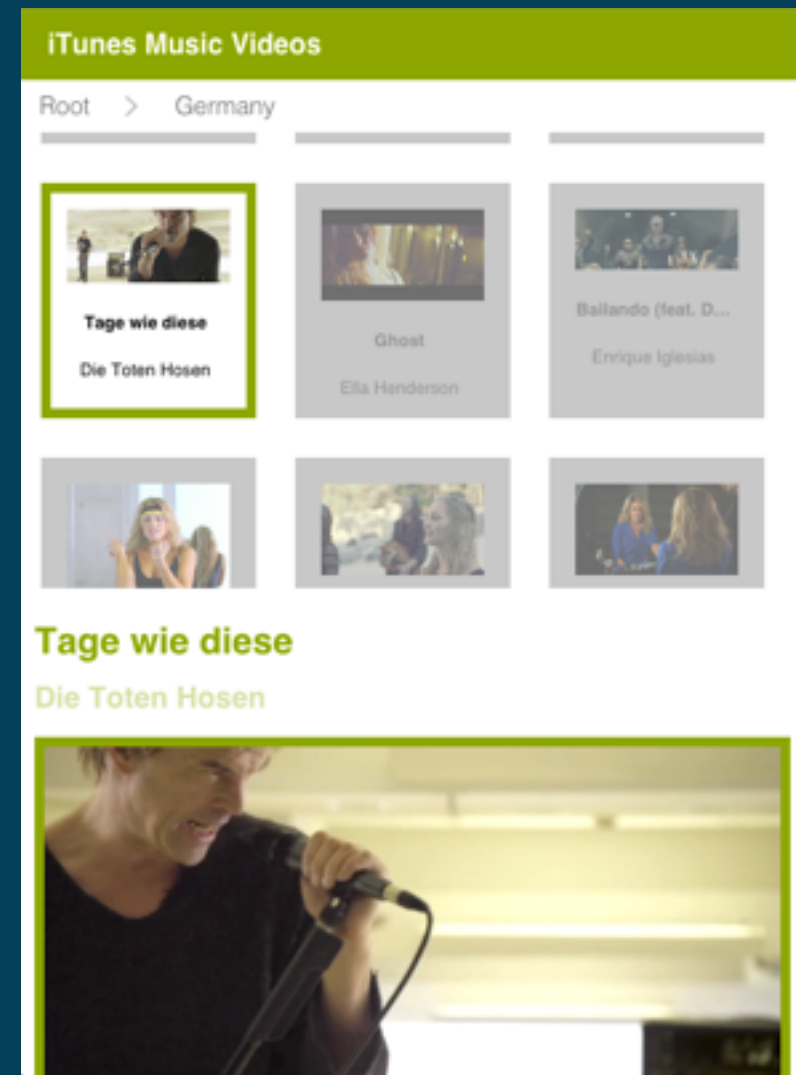 iTunes Music Videos
Root > Germany
Tage wie diese
Die Toten Hosen
Ghost
Ella Henderson
Bailando (feat. D...
Enrique Iglesias
Tage wie diese
Die Toten Hosen